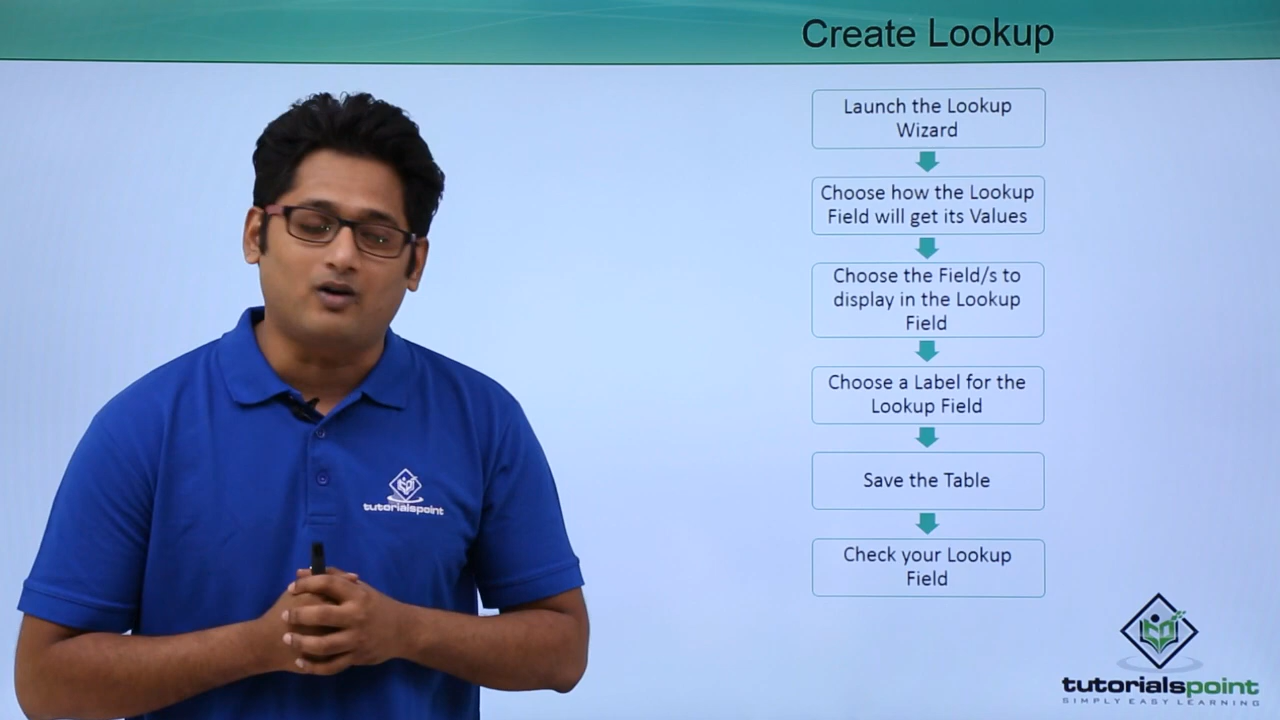 Create Lookup
Launch the Lookup
Wizard
Choose how the Lookup
Field will get its Values
Choose the Field/s to
display in the Lookup
Field
Choose a Label for the
Lookup Field
Save the Table
Check your Lookup
Field
tutorialspoint
tutorialspoint
SIMPLY EASY LEARNING